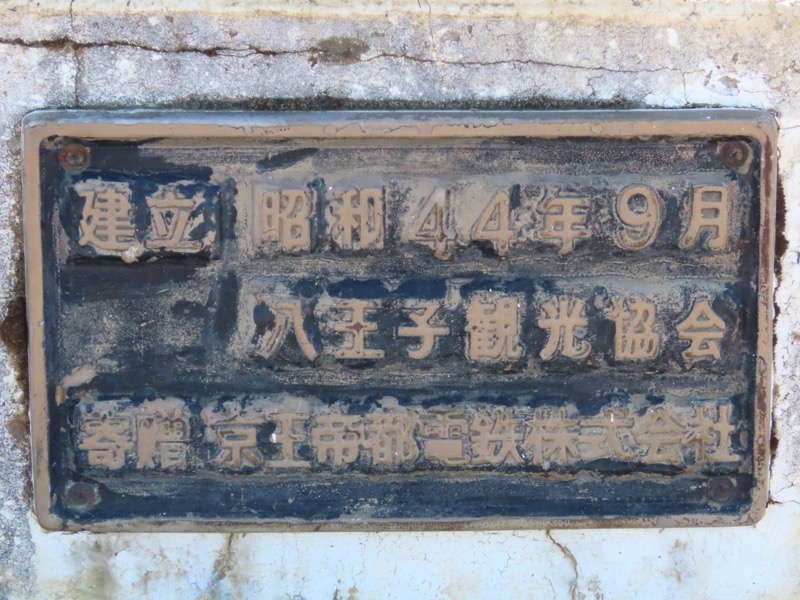 建立 昭和44年9月
八王子観光協会
寄贈 京王帝都電鉄株式会社